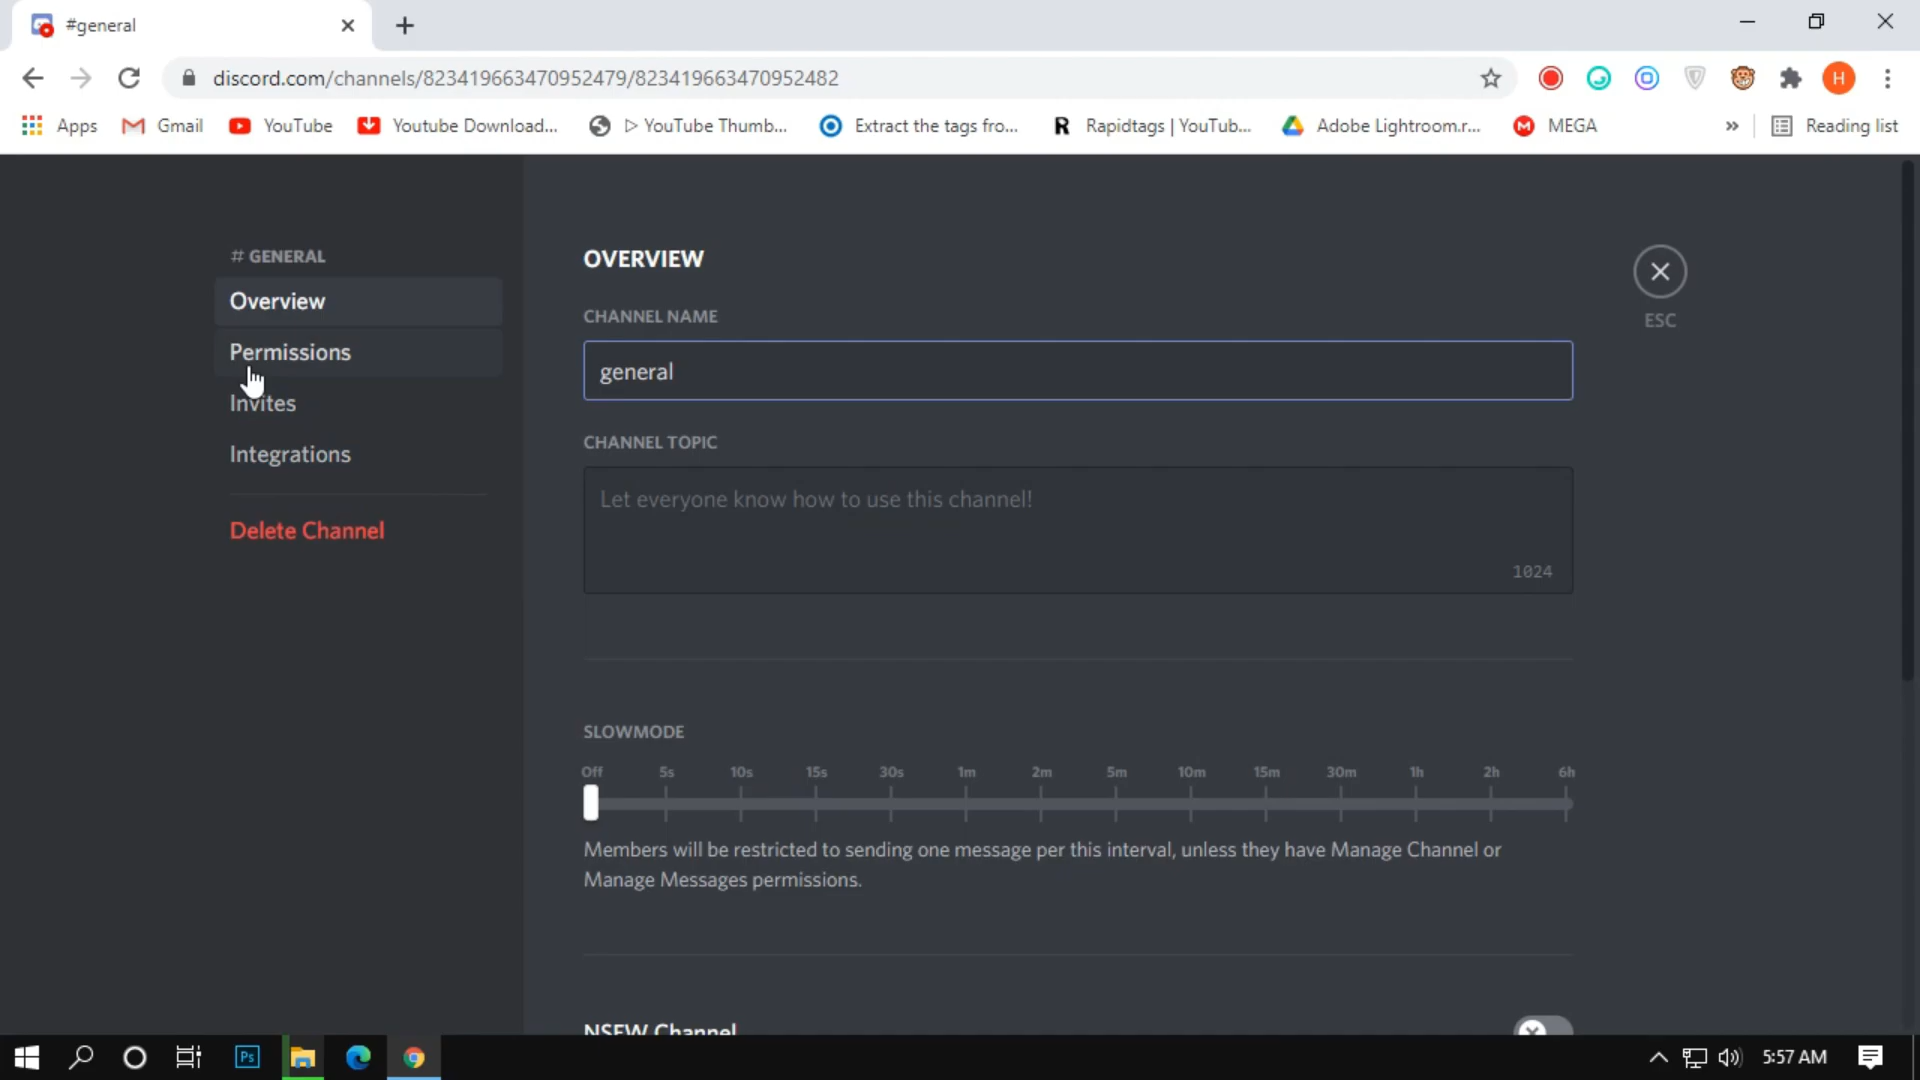 #general
discord.com/channels/823419663470952479/823419663470952482
H
Apps
Gmail
YouTube
Youtube Download...
▷ YouTube Thumb...
Extract the tags fro...
R Rapidtags | YouTub...
Adobe Lightroom.r...
M MEGA
»
Reading list
# GENERAL
Overview
Permissions
Invites
Integrations
Delete Channel
OVERVIEW
ESC
CHANNEL NAME
general
CHANNEL TOPIC
Let everyone know how to use this channel!
1024
SLOWMODE
Off 5s 10s 15s 30s 1m 2m 5m 10m 15m 30m 1h 2h 6h
Members will be restricted to sending one message per this interval, unless they have Manage Channel or
Manage Messages permissions.
NSFW Channel
Ps
5:57 AM